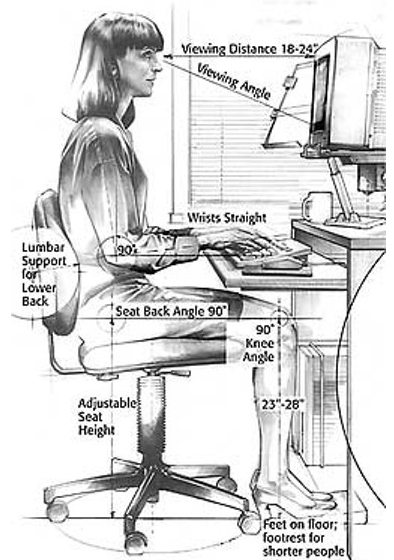 Viewing Distance 18-24"
Viewing Angle
Wrists Straight
90°
Lumbar
Support
for
Lower
Back
Seat Back Angle 90°
90°
Knee
Angle
Adjustable
Seat
Height
23"-28"
Feet on floor;
footrest for
shorter people